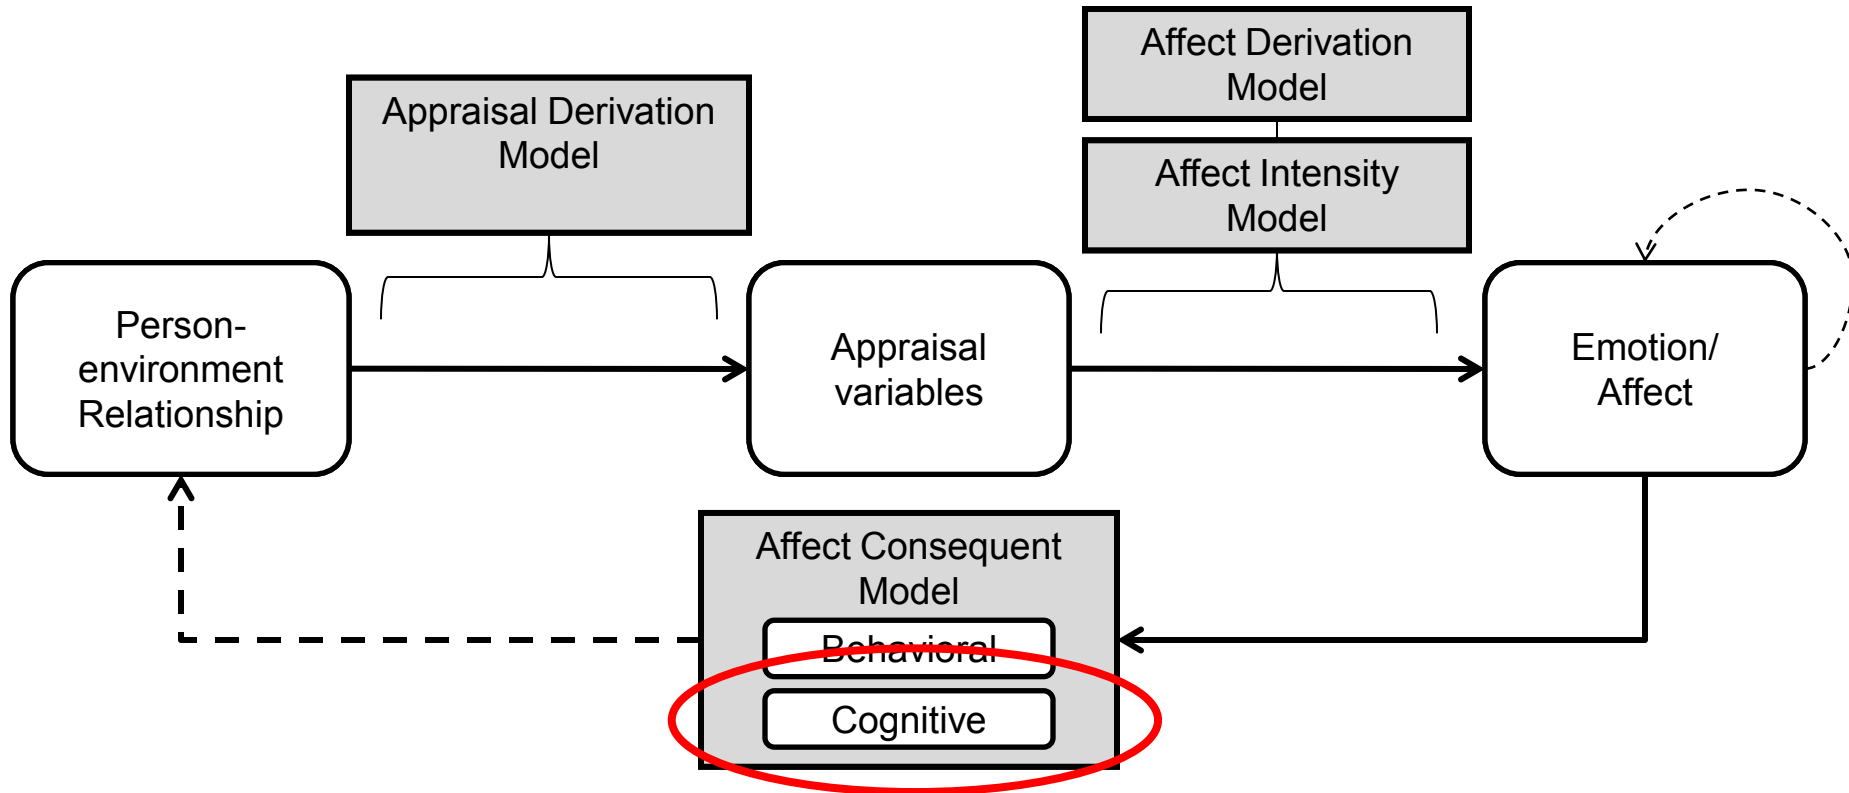 Affect Derivation
Model
Appraisal Derivation
Model
Affect Intensity
Model
Person-
environment
Relationship
Appraisal
variables
Emotion/
Affect
Affect Consequent
Model
Behavioral
Cognitive